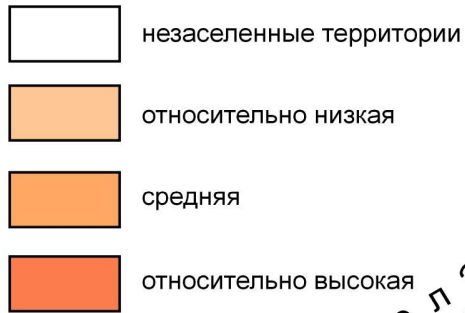 незаселенные территории
относительно низкая
средняя
относительно высокая